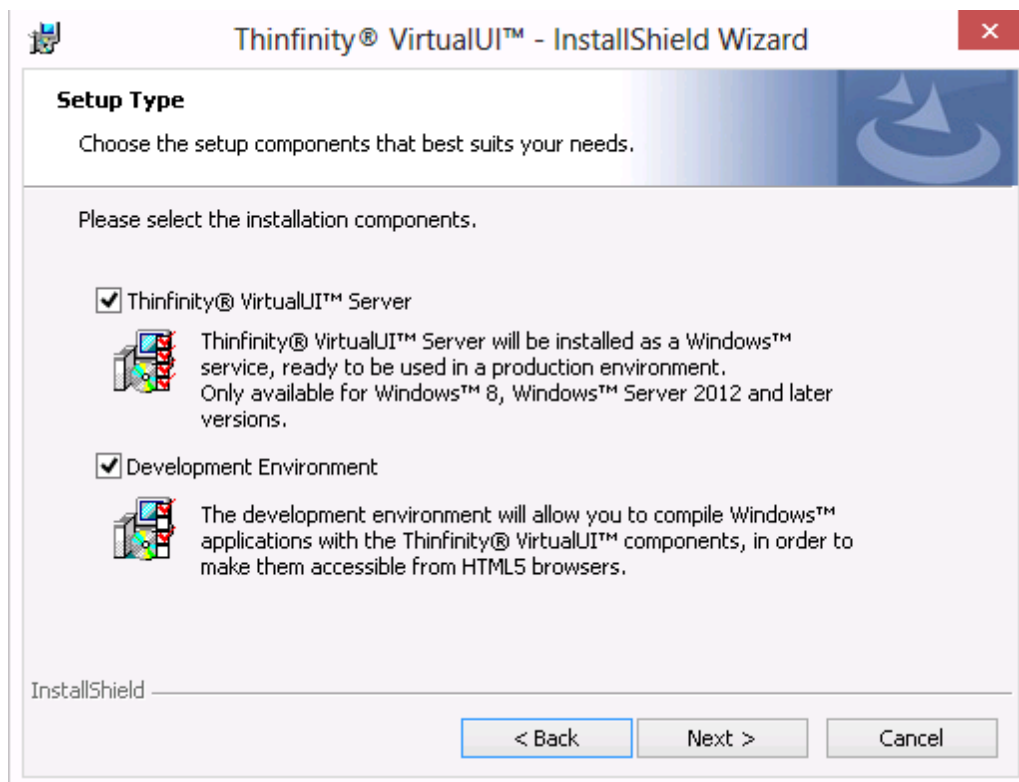 Thinfinity® VirtualUI™ - InstallShield Wizard
Setup Type
Choose the setup components that best suits your needs.
Please select the installation components.
Thinfinity® VirtualUI™ Server
Thinfinity® VirtualUI™ Server will be installed as a Windows™
service, ready to be used in a production environment.
Only available for Windows™ 8, Windows™ Server 2012 and later
versions.
Development Environment
The development environment will allow you to compile Windows™
applications with the Thinfinity® VirtualUI™ components, in order to
make them accessible from HTML5 browsers.
InstallShield
< Back Next > Cancel